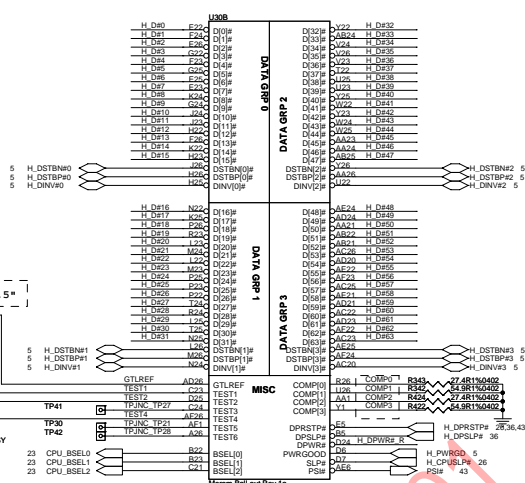 U30B
H_D#0 E22 D[0]# D[32]# Y22 H_D#32
H_D#1 F24 D[1]# D[33]# AB24 H_D#33
H_D#2 E26 D[2]# D[34]# V24 H_D#34
H_D#3 G22 D[3]# D[35]# V26 H_D#35
H_D#4 F23 D[4]# D[36]# V23 H_D#36
H_D#5 G25 D[5]# D[37]# T22 H_D#37
H_D#6 E25 D[6]# D[38]# U25 H_D#38
H_D#7 E23 D[7]# D[39]# U23 H_D#39
H_D#8 K24 D[8]# D[40]# Y25 H_D#40
H_D#9 G24 D[9]# D[41]# W22 H_D#41
H_D#10 J24 D[10]# D[42]# Y23 H_D#42
H_D#11 J23 D[11]# D[43]# W24 H_D#43
H_D#12 H22 D[12]# D[44]# W25 H_D#44
H_D#13 F26 D[13]# D[45]# AA23 H_D#45
H_D#14 K22 D[14]# D[46]# AA24 H_D#46
H_D#15 H23 D[15]# D[47]# AB25 H_D#47
5 H_DSTBN#0 J26 DSTBN[0]# DSTBN[2]# Y26 H_DSTBN#2 5
5 H_DSTBP#0 H26 DSTBP[0]# DSTBP[2]# AA26 H_DSTBP#2 5
5 H_DINV#0 H25 DINV[0]# DINV[2]# U22 H_DINV#2 5
DATA GRP 0
DATA GRP 2
H_D#16 N22 D[16]# D[48]# AE24 H_D#48
H_D#17 K25 D[17]# D[49]# AD24 H_D#49
H_D#18 P26 D[18]# D[50]# AA21 H_D#50
H_D#19 R23 D[19]# D[51]# AB22 H_D#51
H_D#20 L23 D[20]# D[52]# AB21 H_D#52
H_D#21 M24 D[21]# D[53]# AC26 H_D#53
H_D#22 L22 D[22]# D[54]# AD20 H_D#54
H_D#23 M23 D[23]# D[55]# AE22 H_D#55
H_D#24 P25 D[24]# D[56]# AF23 H_D#56
H_D#25 P23 D[25]# D[57]# AC25 H_D#57
H_D#26 P22 D[26]# D[58]# AE21 H_D#58
H_D#27 T24 D[27]# D[59]# AD21 H_D#59
H_D#28 R24 D[28]# D[60]# AC22 H_D#60
H_D#29 L25 D[29]# D[61]# AD23 H_D#61
H_D#30 T25 D[30]# D[62]# AF22 H_D#62
H_D#31 N25 D[31]# D[63]# AC23 H_D#63
5 H_DSTBN#1 L26 DSTBN[1]# DSTBN[3]# AE25 H_DSTBN#3 5
5 H_DSTBP#1 M26 DSTBP[1]# DSTBP[3]# AF24 H_DSTBP#3 5
5 H_DINV#1 N24 DINV[1]# DINV[3]# AC20 H_DINV#3 5
DATA GRP 1
DATA GRP 3
.5"
GTLREF AD26 GTLREF MISC COMP[0] R26 COMP0 R343 27.4R1%0402
TEST1 C23 TEST1 COMP[1] U26 COMP1 R342 54.9R1%0402
TEST2 D25 TEST2 COMP[2] AA1 COMP2 R424 27.4R1%0402
TP41 TPJNC_TP27 C24 TEST3 COMP[3] Y1 COMP3 R422 54.9R1%0402
TEST4 AF26 TEST4
TP30 TPJNC_TP21 AF1 TEST5 DPRSTP# E5 H_DPRSTP# 26,36,43
TP42 TPJNC_TP28 A26 TEST6 DPSLP# B5 H_DPSLP# 36
DPWR# D24 H_DPWR#_R
23 CPU_BSEL0 B22 BSEL[0] PWRGOOD D6 H_PWRGD 5
23 CPU_BSEL1 B23 BSEL[1] SLP# D7 H_CPUSLP# 26
23 CPU_BSEL2 C21 BSEL[2] PSI# AE6 PSI# 43